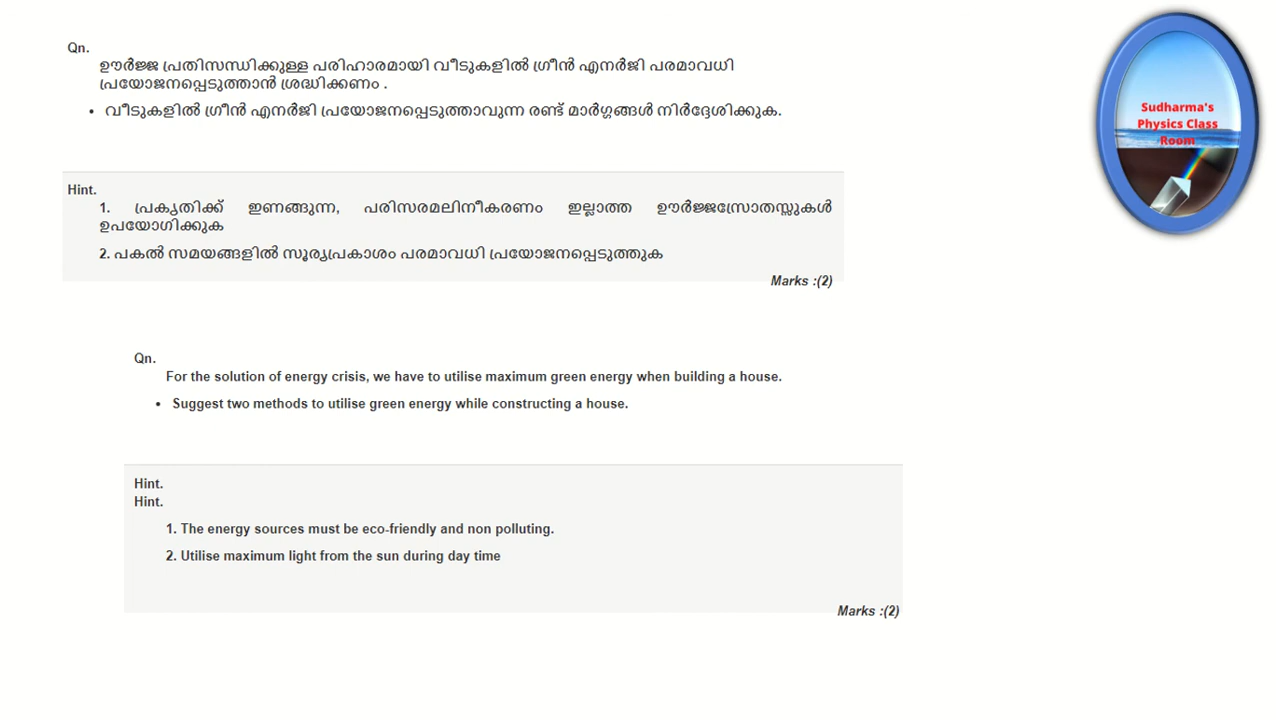 Qn.
ഊർജ്ജ പ്രതിസന്ധിക്കുള്ള പരിഹാരമായി വീടുകളിൽ ഗ്രീൻ എനർജി പരമാവധി
പ്രയോജനപ്പെടുത്താൻ ശ്രദ്ധിക്കണം .
• വീടുകളിൽ ഗ്രീൻ എനർജി പ്രയോജനപ്പെടുത്താവുന്ന രണ്ട് മാർഗ്ഗങ്ങൾ നിർദ്ദേശിക്കുക.
Hint.
1. പ്രകൃതിക്ക് ഇണങ്ങുന്ന, പരിസരമലിനീകരണം ഇല്ലാത്ത ഊർജ്ജസ്രോതസ്സുകൾ
ഉപയോഗിക്കുക
2. പകൽ സമയങ്ങളിൽ സൂര്യപ്രകാശം പരമാവധി പ്രയോജനപ്പെടുത്തുക
Marks :(2)
Sudharma's
Physics Class
Room
Qn.
For the solution of energy crisis, we have to utilise maximum green energy when building a house.
• Suggest two methods to utilise green energy while constructing a house.
Hint.
Hint.
1. The energy sources must be eco-friendly and non polluting.
2. Utilise maximum light from the sun during day time
Marks :(2)